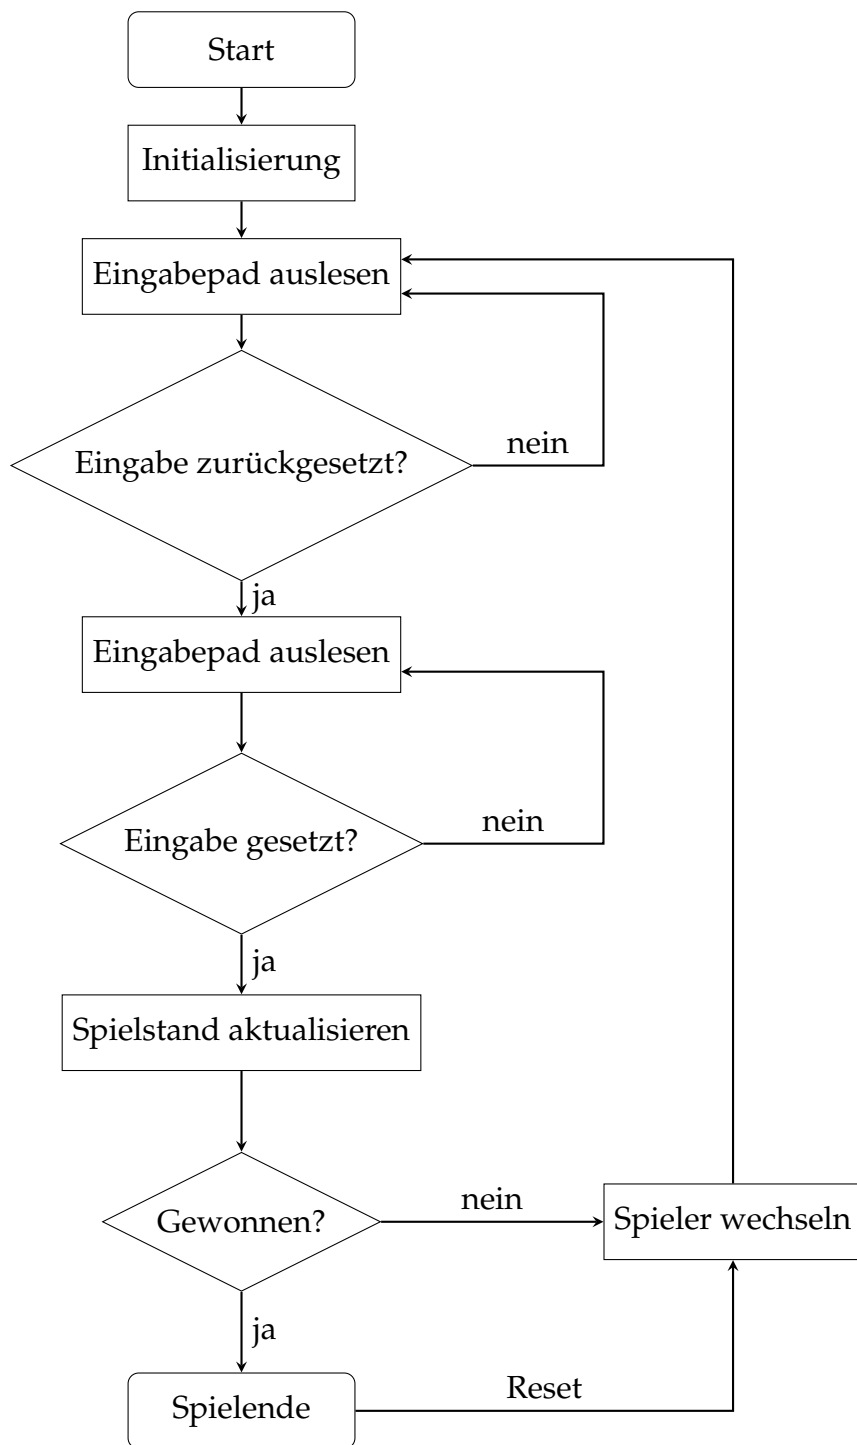 Start
Initialisierung
Eingabepad auslesen
Eingabe zurückgesetzt?
nein
ja
Eingabepad auslesen
Eingabe gesetzt?
nein
ja
Spielstand aktualisieren
Gewonnen?
nein
Spieler wechseln
ja
Spielende
Reset